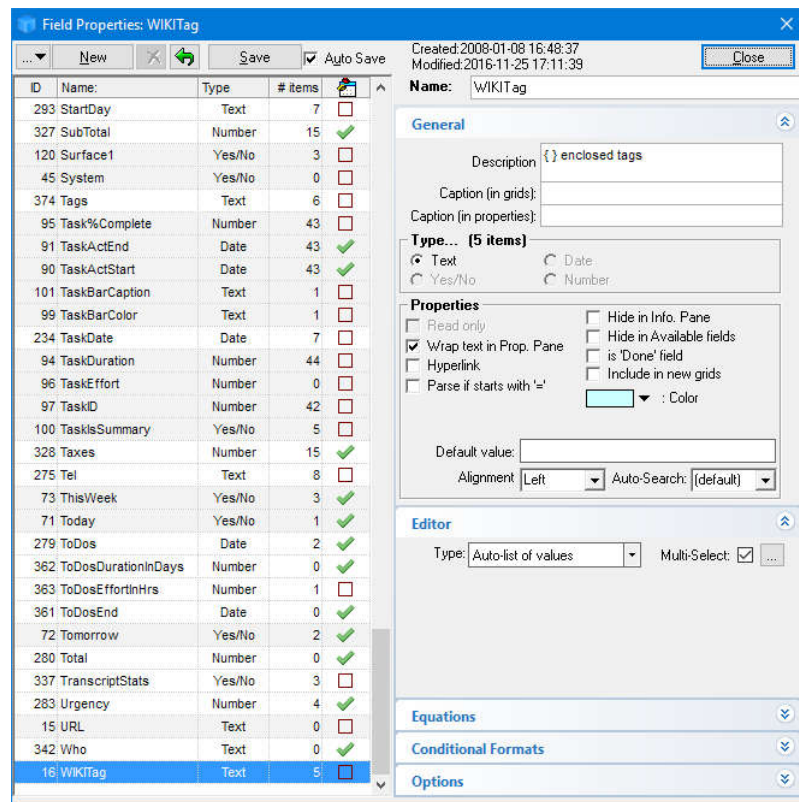 Field Properties: WIKITag
...
New
Save
Auto Save
Created:2008-01-08 16:48:37
Modified:2016-11-25 17:11:39
Close
ID Name: Type # items
293 StartDay Text 7
327 SubTotal Number 15
120 Surface1 Yes/No 3
45 System Yes/No 0
374 Tags Text 6
95 Task%Complete Number 43
91 TaskActEnd Date 43
90 TaskActStart Date 43
101 TaskBarCaption Text 1
99 TaskBarColor Text 1
234 TaskDate Date 7
94 TaskDuration Number 44
96 TaskEffort Number 0
97 TaskID Number 42
100 TaskIsSummary Yes/No 5
328 Taxes Number 15
275 Tel Text 8
73 ThisWeek Yes/No 3
71 Today Yes/No 1
279 ToDos Date 2
362 ToDosDurationInDays Number 0
363 ToDosEffortInHrs Number 1
361 ToDosEnd Date 0
72 Tomorrow Yes/No 2
280 Total Number 0
337 TranscriptStats Yes/No 3
283 Urgency Number 4
15 URL Text 0
342 Who Text 0
16 WIKITag Text 5
Name: WIKITag
General
Description { } enclosed tags
Caption (in grids):
Caption (in properties):
Type... (5 items)
Text Date
Yes/No Number
Properties
Read only
Wrap text in Prop. Pane
Hyperlink
Parse if starts with '='
Hide in Info. Pane
Hide in Available fields
is 'Done' field
Include in new grids
: Color
Default value:
Alignment Left Auto-Search: (default)
Editor
Type: Auto-list of values Multi-Select: ...
Equations
Conditional Formats
Options